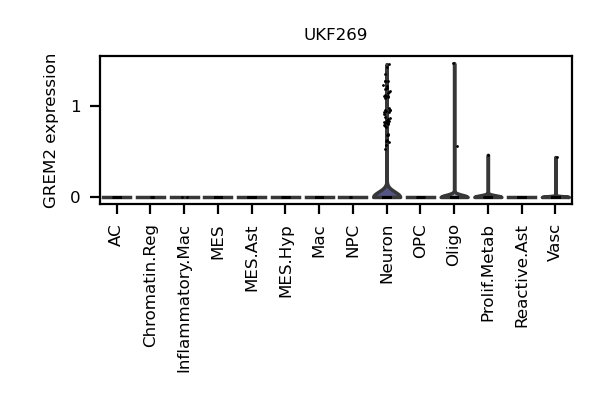 UKF269
GREM2 expression
1
0
AC
Chromatin.Reg
Inflammatory.Mac
MES
MES.Ast
MES.Hyp
Mac
NPC
Neuron
OPC
Oligo
Prolif.Metab
Reactive.Ast
Vasc